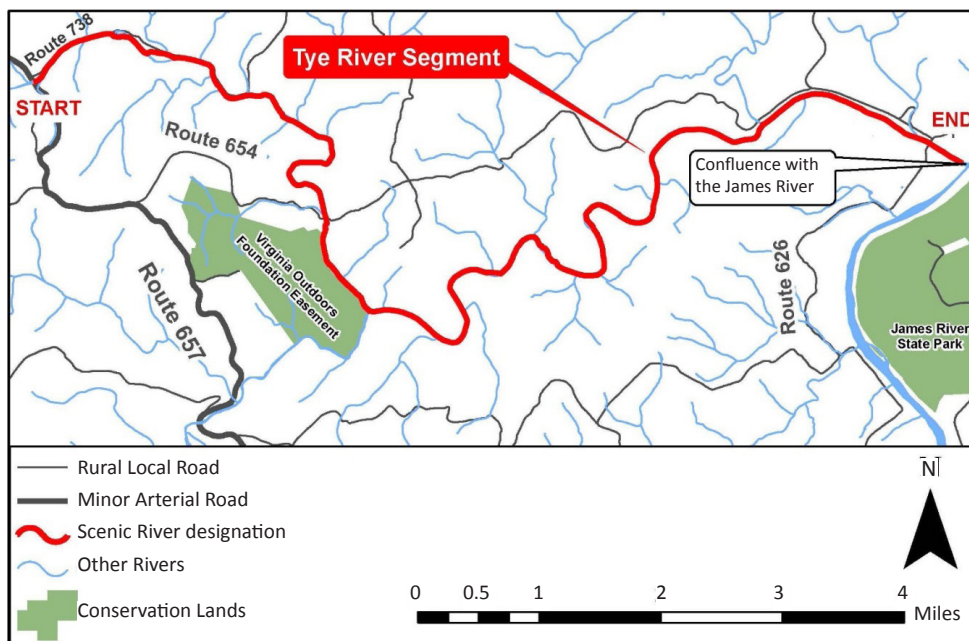 Route 738
START
Tye River Segment
Route 654
END
Confluence with
the James River
Virginia Outdoors
Foundation Easement
Route 657
Route 626
James River
State Park
Rural Local Road
Minor Arterial Road
Scenic River designation
Other Rivers
Conservation Lands
N
0 0.5 1 2 3 4
Miles